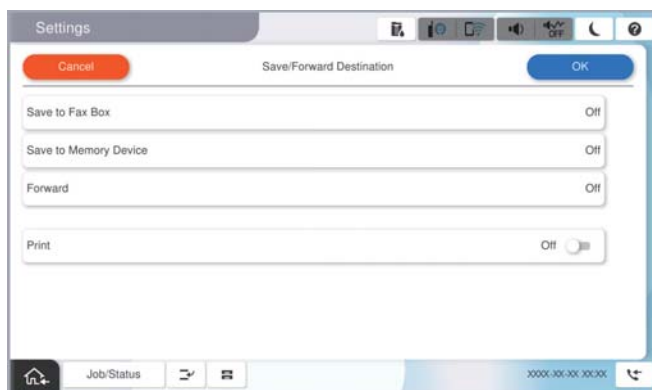 Settings
OFF
?
Cancel
Save/Forward Destination
OK
Save to Fax Box
Off
Save to Memory Device
Off
Forward
Off
Print
Off
Job/Status
XXXX-XX-XX XX:XX